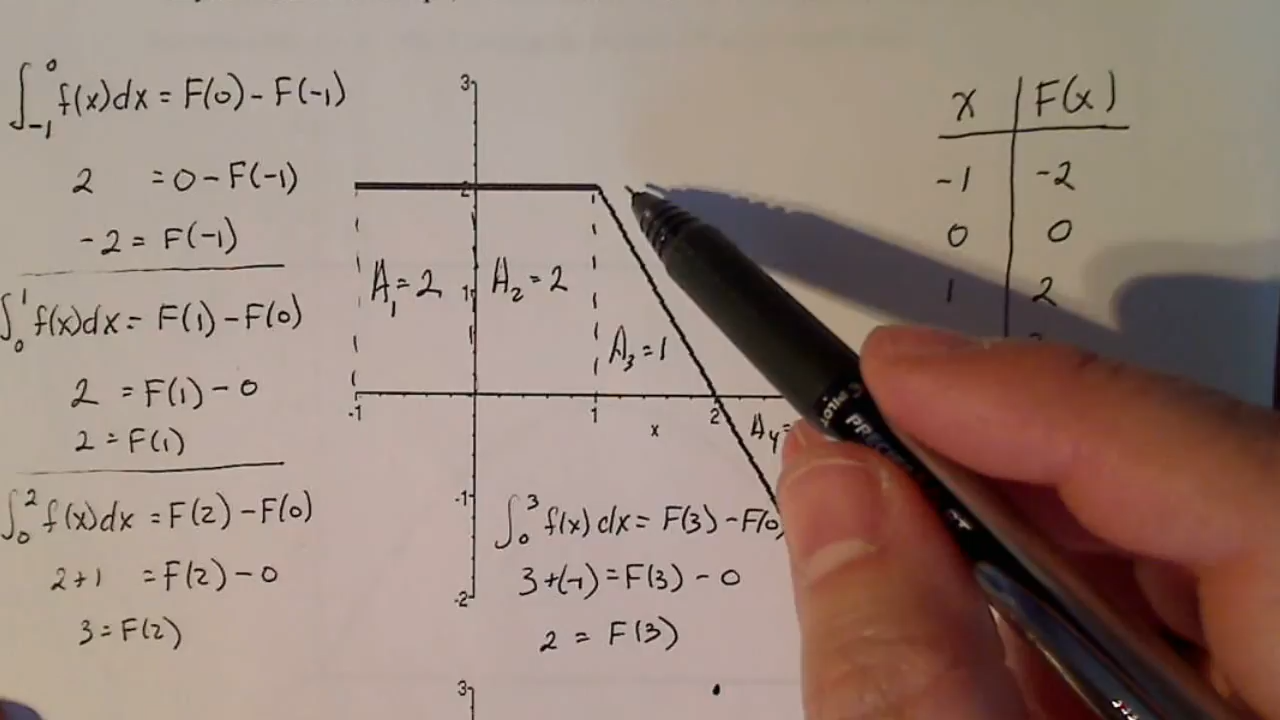 ∫₋₁⁰ f(x)dx = F(0) - F(-1)
2 = 0 - F(-1)
-2 = F(-1)
∫₀¹ f(x)dx = F(1) - F(0)
2 = F(1) - 0
2 = F(1)
∫₀² f(x)dx = F(2) - F(0)
2+1 = F(2) - 0
3 = F(2)
3
2
1
-1
-2
-1 1 2
x
A₁ = 2
A₂ = 2
A₃ = 1
A₄ =
∫₀³ f(x)dx = F(3) - F(0)
3+(-1) = F(3) - 0
2 = F(3)
3
x F(x)
-1 -2
0 0
1 2
PILOT